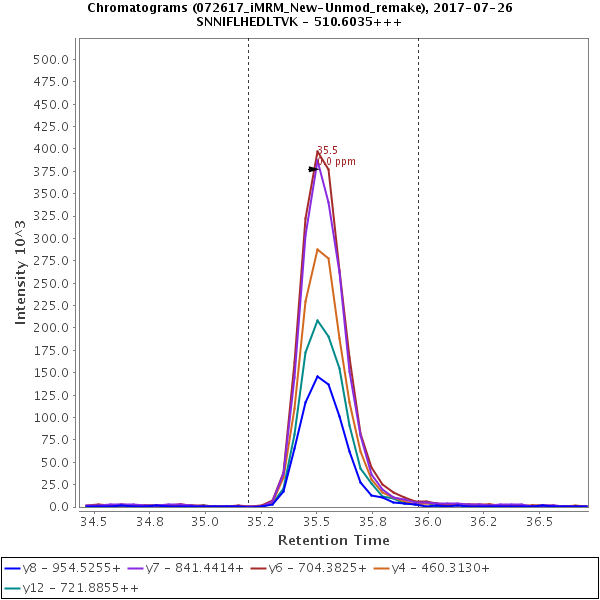 Chromatograms (072617_iMRM_New-Unmod_remake), 2017-07-26
SNNIFLHEDLTVK - 510.6035+++
500.0
475.0
450.0
425.0
400.0
375.0
350.0
325.0
300.0
275.0
250.0
225.0
200.0
175.0
150.0
125.0
100.0
75.0
50.0
25.0
0.0
Intensity 10^3
35.5
0.0 ppm
34.5 34.8 35.0 35.2 35.5 35.8 36.0 36.2 36.5
Retention Time
y8 - 954.5255+ y7 - 841.4414+ y6 - 704.3825+ y4 - 460.3130+
y12 - 721.8855++